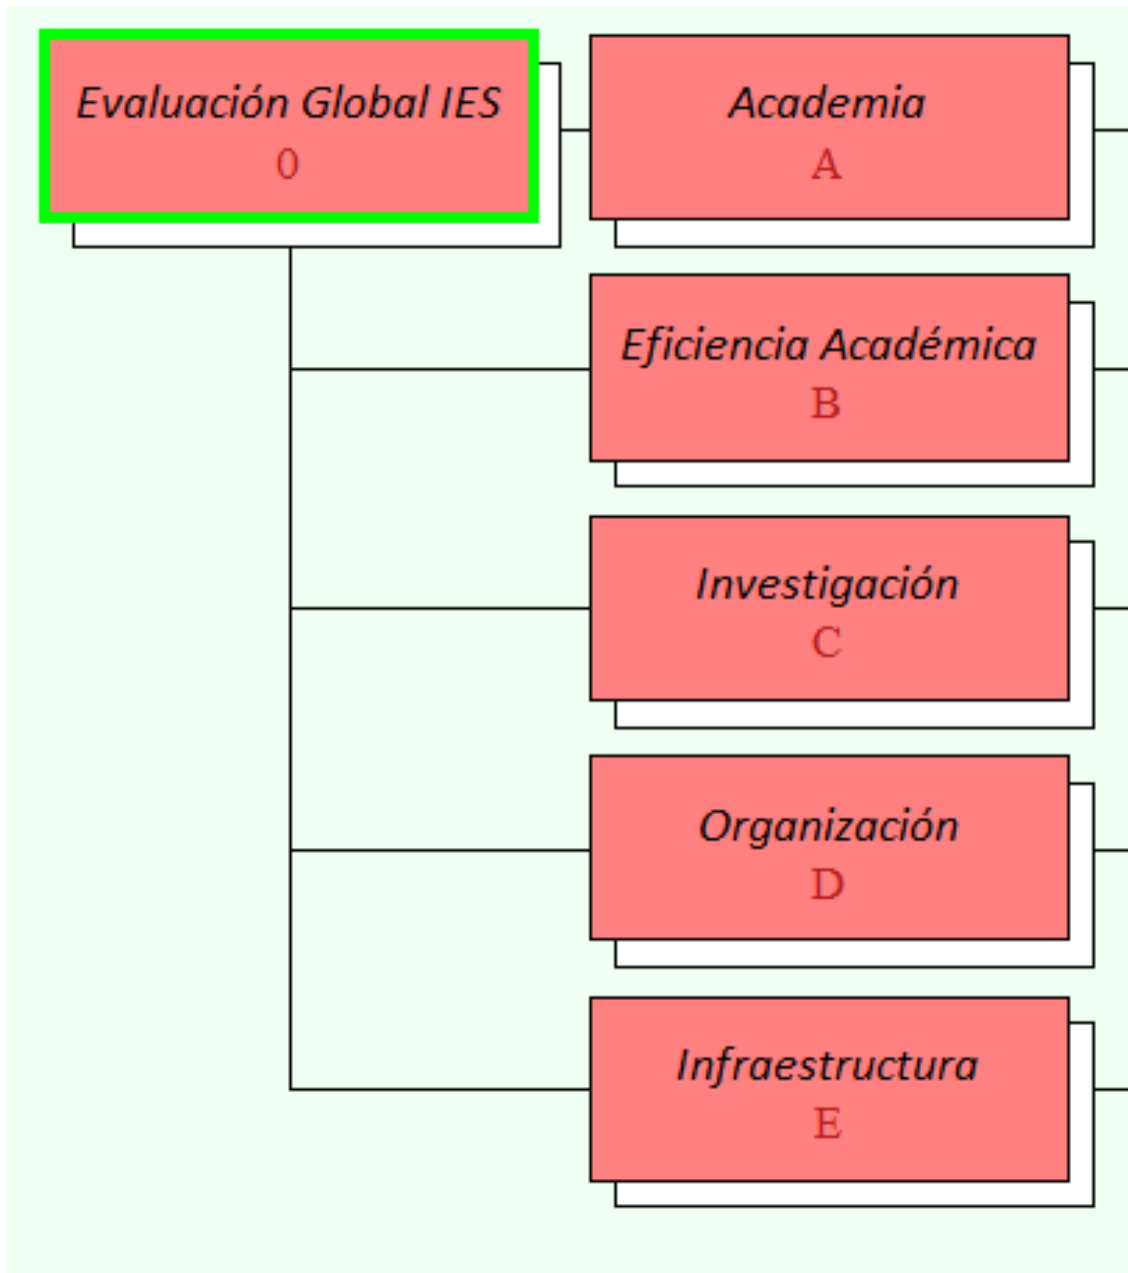 Evaluación Global IES
0
Academia
A
Eficiencia Académica
B
Investigación
C
Organización
D
Infraestructura
E